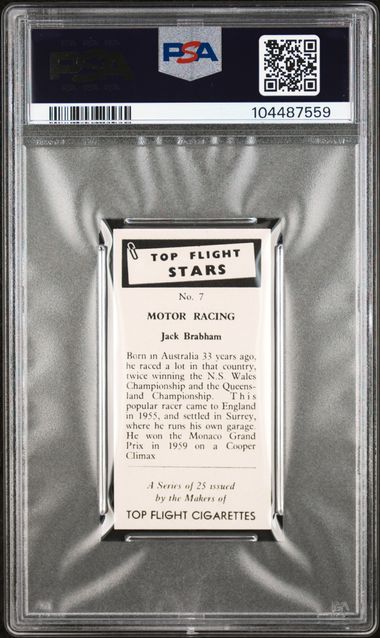 PSA
PSA
104487559
TOP FLIGHT
STARS
No. 7
MOTOR RACING
Jack Brabham
Born in Australia 33 years ago,
he raced a lot in that country,
twice winning the N.S. Wales
Championship and the Queens-
land Championship. This
popular racer came to England
in 1955, and settled in Surrey,
where he runs his own garage.
He won the Monaco Grand
Prix in 1959 on a Cooper
Climax
A Series of 25 issued
by the Makers of
TOP FLIGHT CIGARETTES